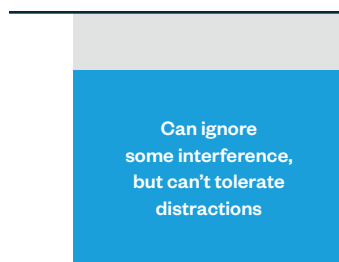 Can ignore
some interference,
but can’t tolerate
distractions